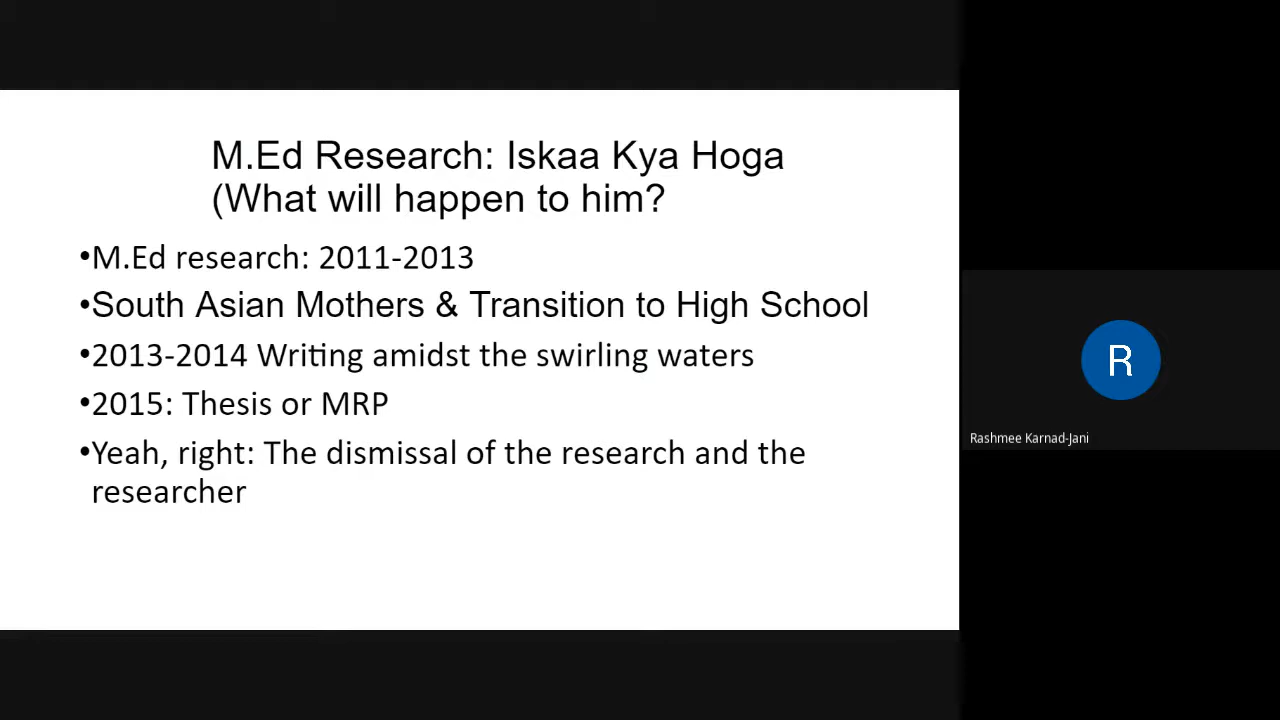 M.Ed Research: Iskaa Kya Hoga
(What will happen to him?
•M.Ed research: 2011-2013
•South Asian Mothers & Transition to High School
•2013-2014 Writing amidst the swirling waters
•2015: Thesis or MRP
•Yeah, right: The dismissal of the research and the
researcher
R
Rashmee Karnad-Jani